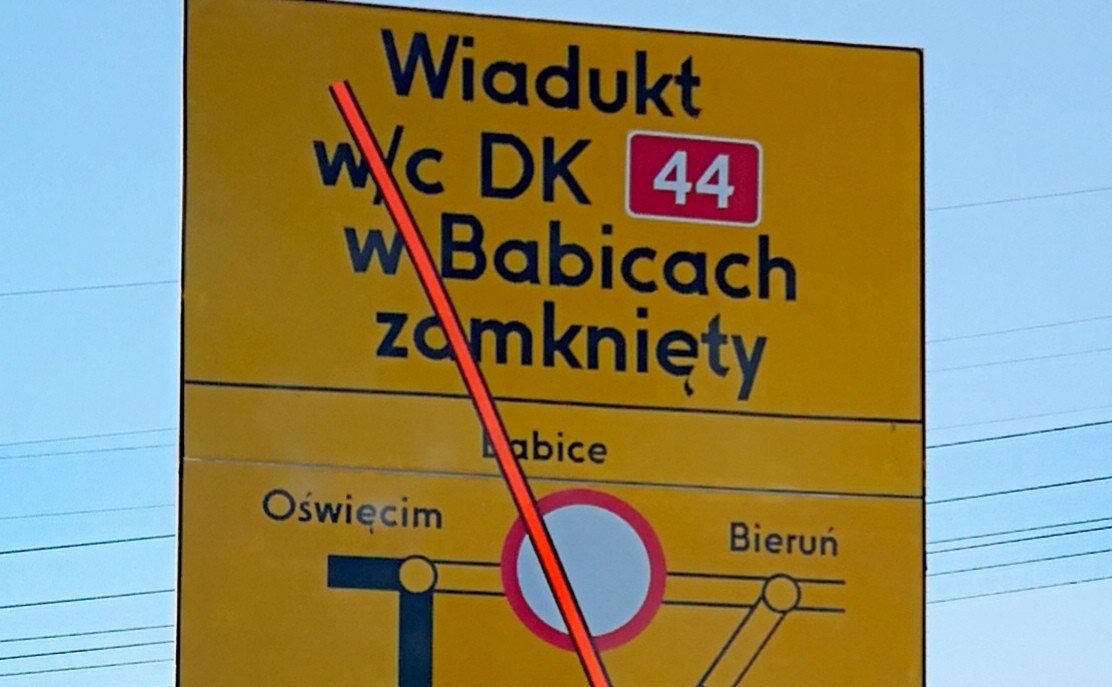 Wiadukt
w/c DK 44
w Babicach
zamknięty
Babice
Oświęcim
Bieruń